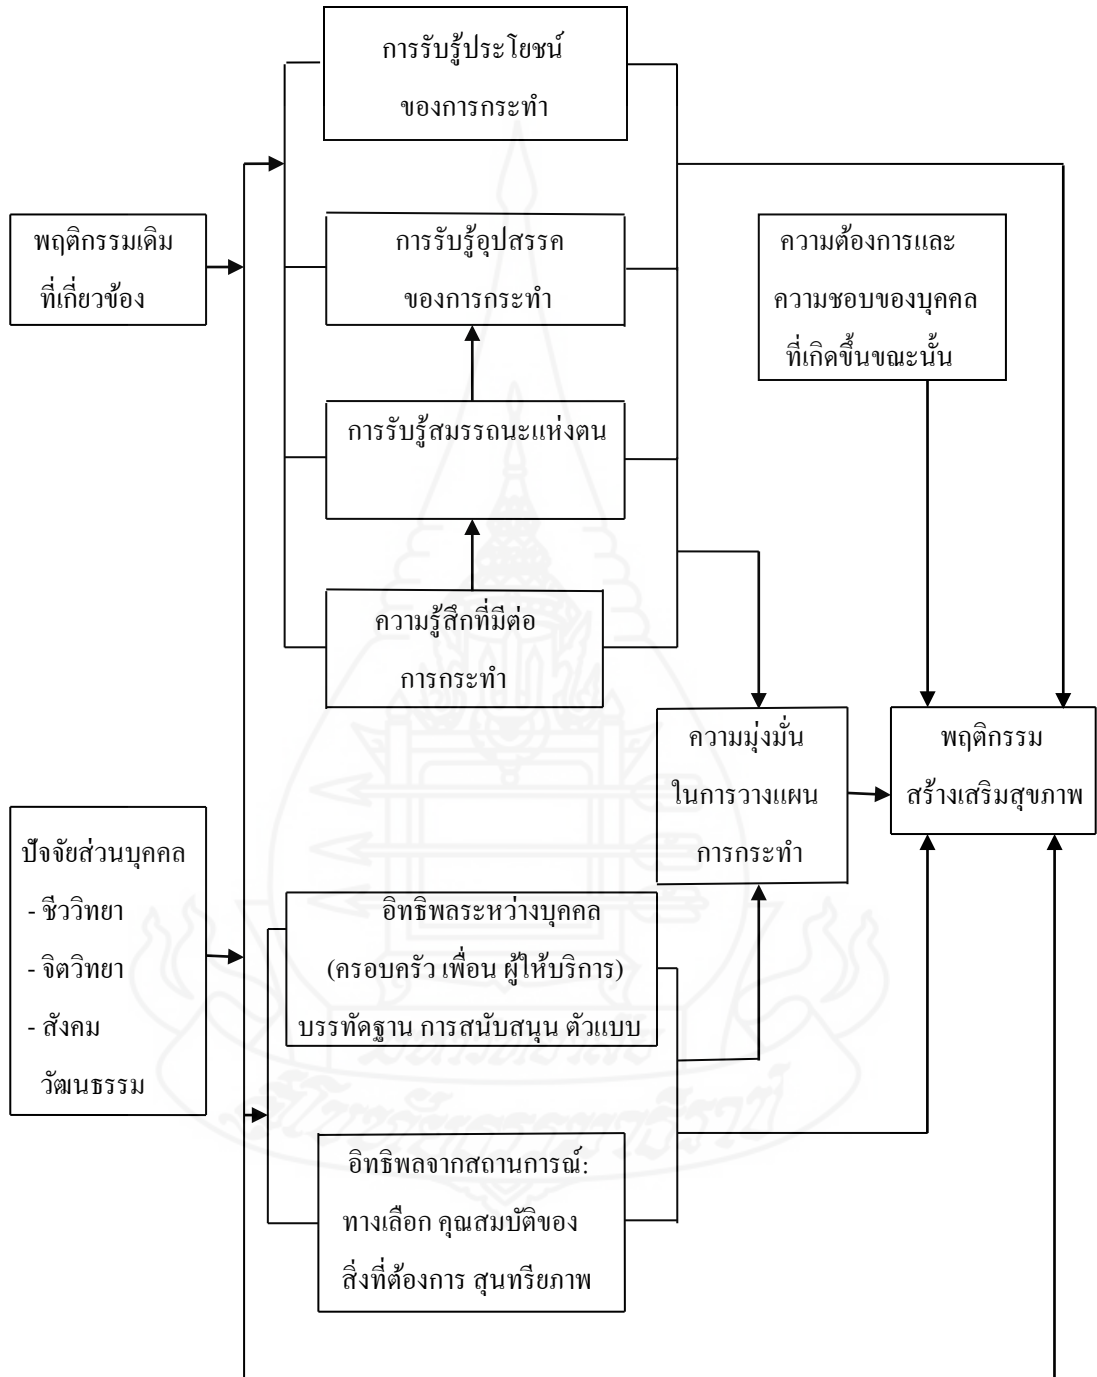 การรับรู้ประโยชน์
ของการกระทำ
พฤติกรรมเดิม
ที่เกี่ยวข้อง
การรับรู้อุปสรรค
ของการกระทำ
ความต้องการและ
ความชอบของบุคคล
ที่เกิดขึ้นขณะนั้น
การรับรู้สมรรถนะแห่งตน
ความรู้สึกที่มีต่อ
การกระทำ
ความมุ่งมั่น
ในการวางแผน
การกระทำ
พฤติกรรม
สร้างเสริมสุขภาพ
ปัจจัยส่วนบุคคล
- ชีววิทยา
- จิตวิทยา
- สังคม
วัฒนธรรม
อิทธิพลระหว่างบุคคล
(ครอบครัว เพื่อน ผู้ให้บริการ)
บรรทัดฐาน การสนับสนุน ตัวแบบ
อิทธิพลจากสถานการณ์:
ทางเลือก คุณสมบัติของ
สิ่งที่ต้องการ สุนทรียภาพ